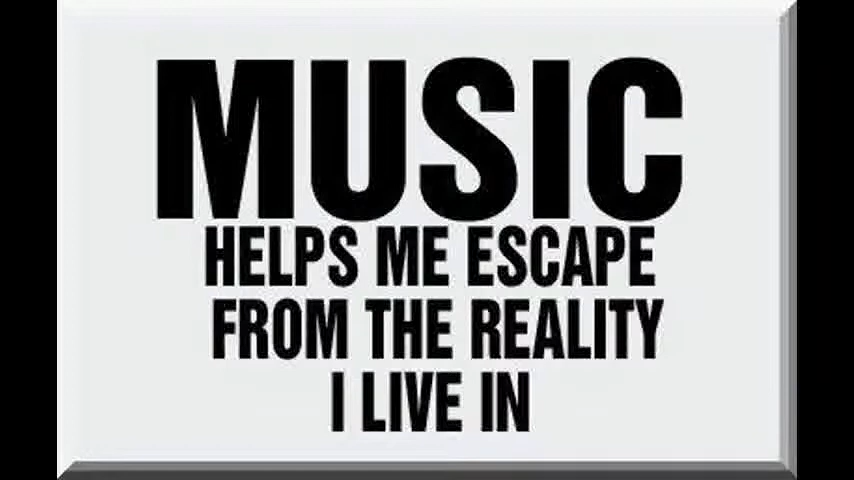 MUSIC
HELPS ME ESCAPE
FROM THE REALITY
I LIVE IN